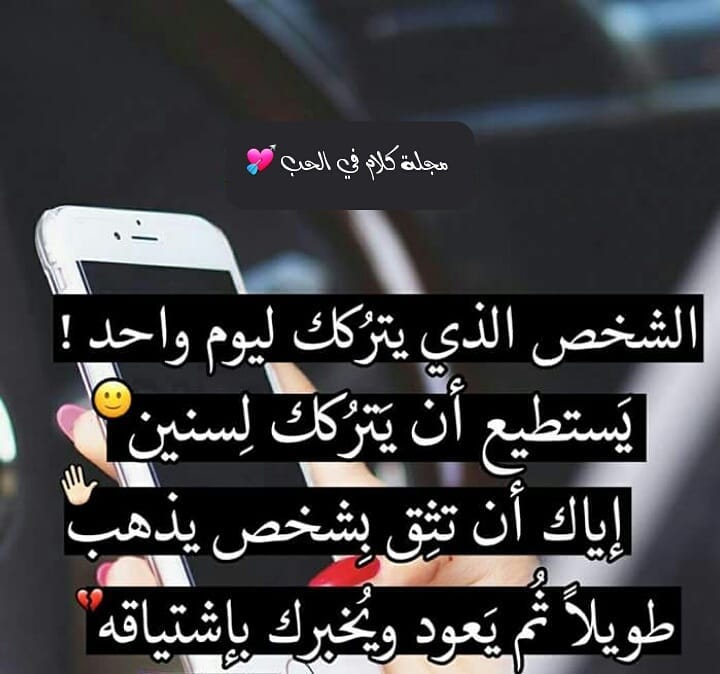 مجلة كلام في الحب 💘
الشخص الذي يترُكك ليوم واحد !
يَستطيع أن يَترُكك لِسنين 🙂
إياك أن تثِق بِشخص يذهب 👋🏻
طويلاً ثُم يَعود ويُخبرك بإشتياقه 💔